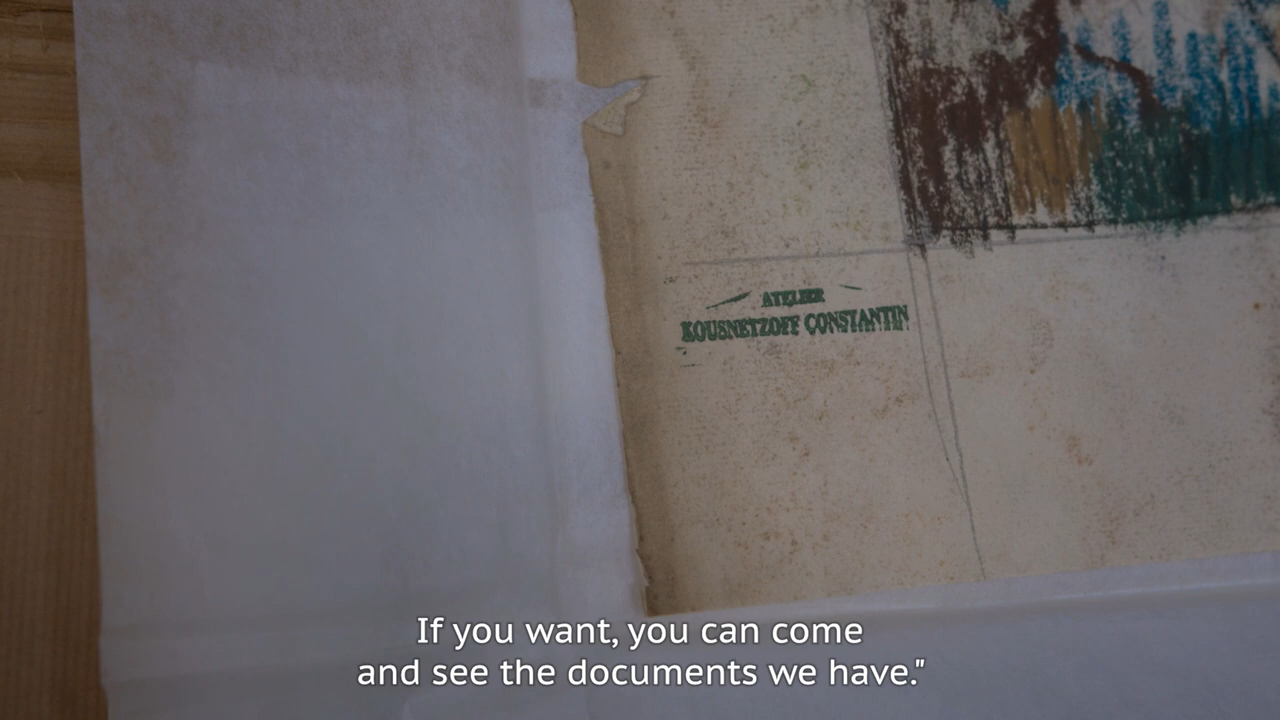 ATELIER
KOUSNETZOFF CONSTANTIN
If you want, you can come
and see the documents we have."